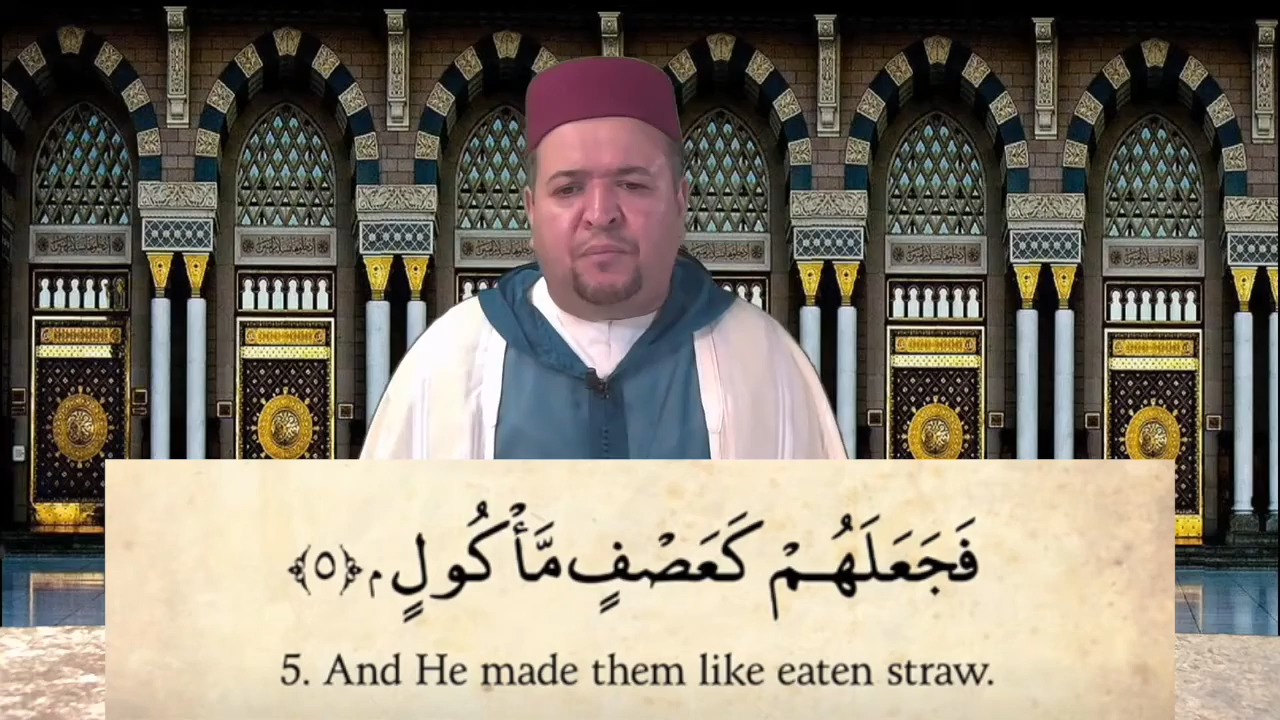 فَجَعَلَهُمْ كَعَصْفٍ مَّأْكُولٍۭ ﴿٥﴾
5. And He made them like eaten straw.